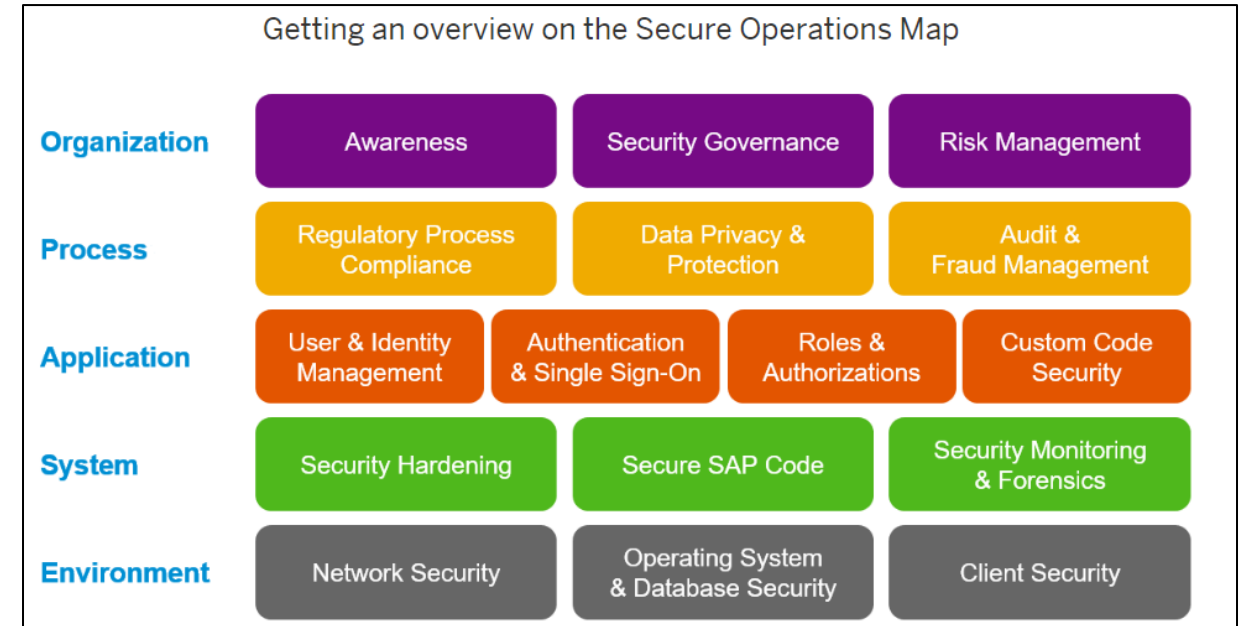 Getting an overview on the Secure Operations Map
Organization
Awareness
Security Governance
Risk Management
Process
Regulatory Process
Compliance
Data Privacy &
Protection
Audit &
Fraud Management
Application
User & Identity
Management
Authentication
& Single Sign-On
Roles &
Authorizations
Custom Code
Security
System
Security Hardening
Secure SAP Code
Security Monitoring
& Forensics
Environment
Network Security
Operating System
& Database Security
Client Security